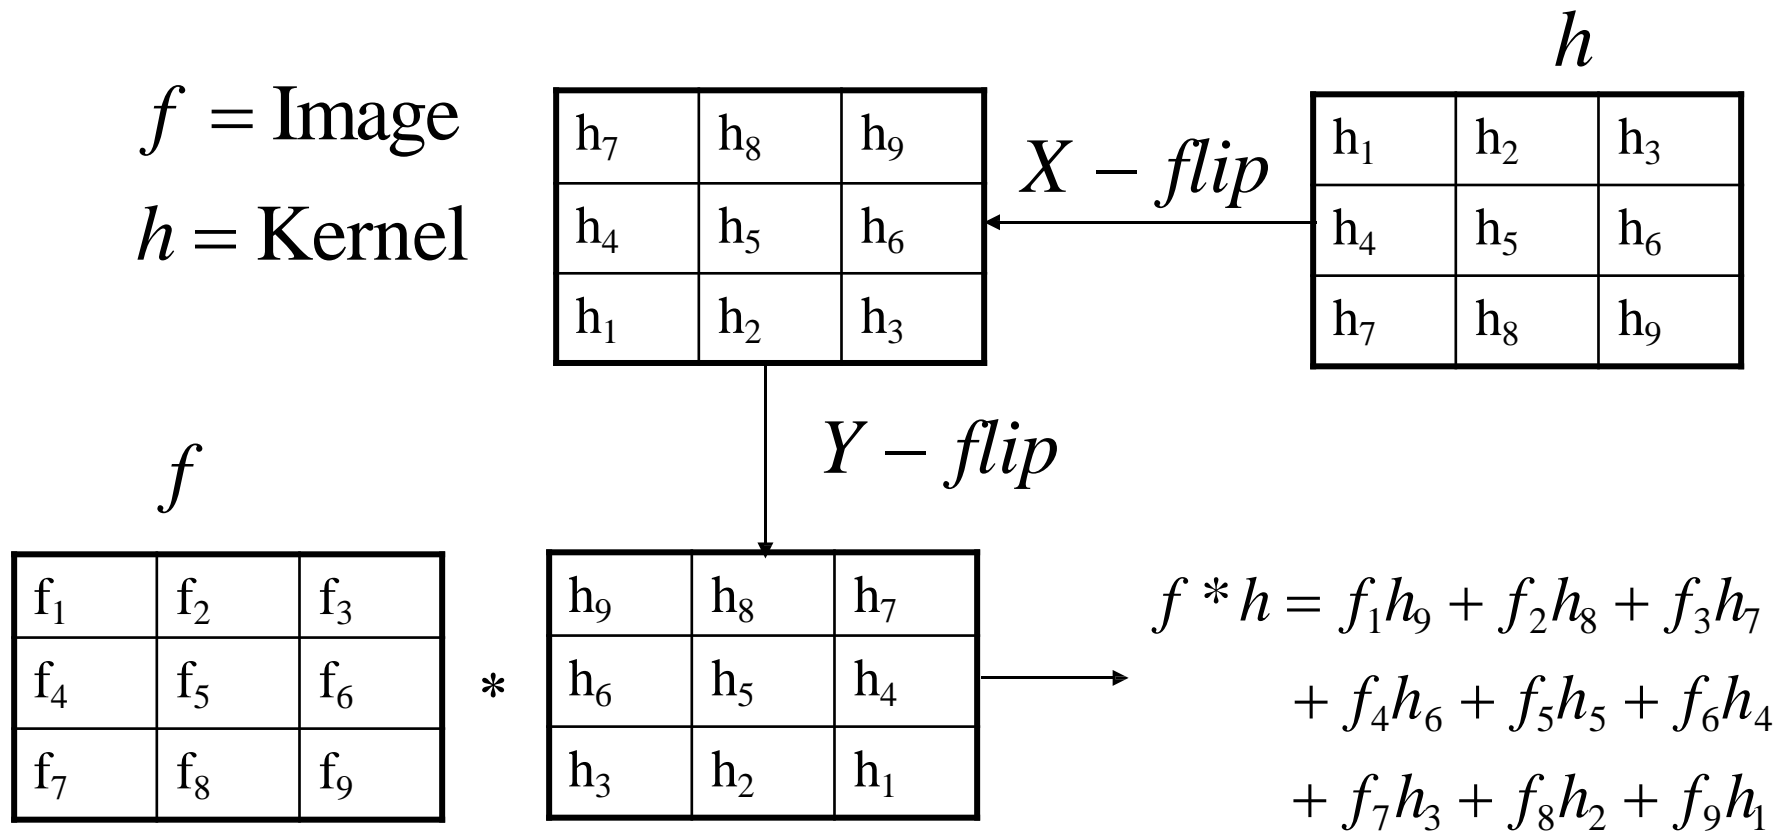 h
f = Image
h = Kernel
h₇ h₈ h₉
h₄ h₅ h₆
h₁ h₂ h₃
X – flip
h₁ h₂ h₃
h₄ h₅ h₆
h₇ h₈ h₉
Y – flip
f
f₁ f₂ f₃
f₄ f₅ f₆
f₇ f₈ f₉
*
h₉ h₈ h₇
h₆ h₅ h₄
h₃ h₂ h₁
f * h = f₁h₉ + f₂h₈ + f₃h₇
+ f₄h₆ + f₅h₅ + f₆h₄
+ f₇h₃ + f₈h₂ + f₉h₁